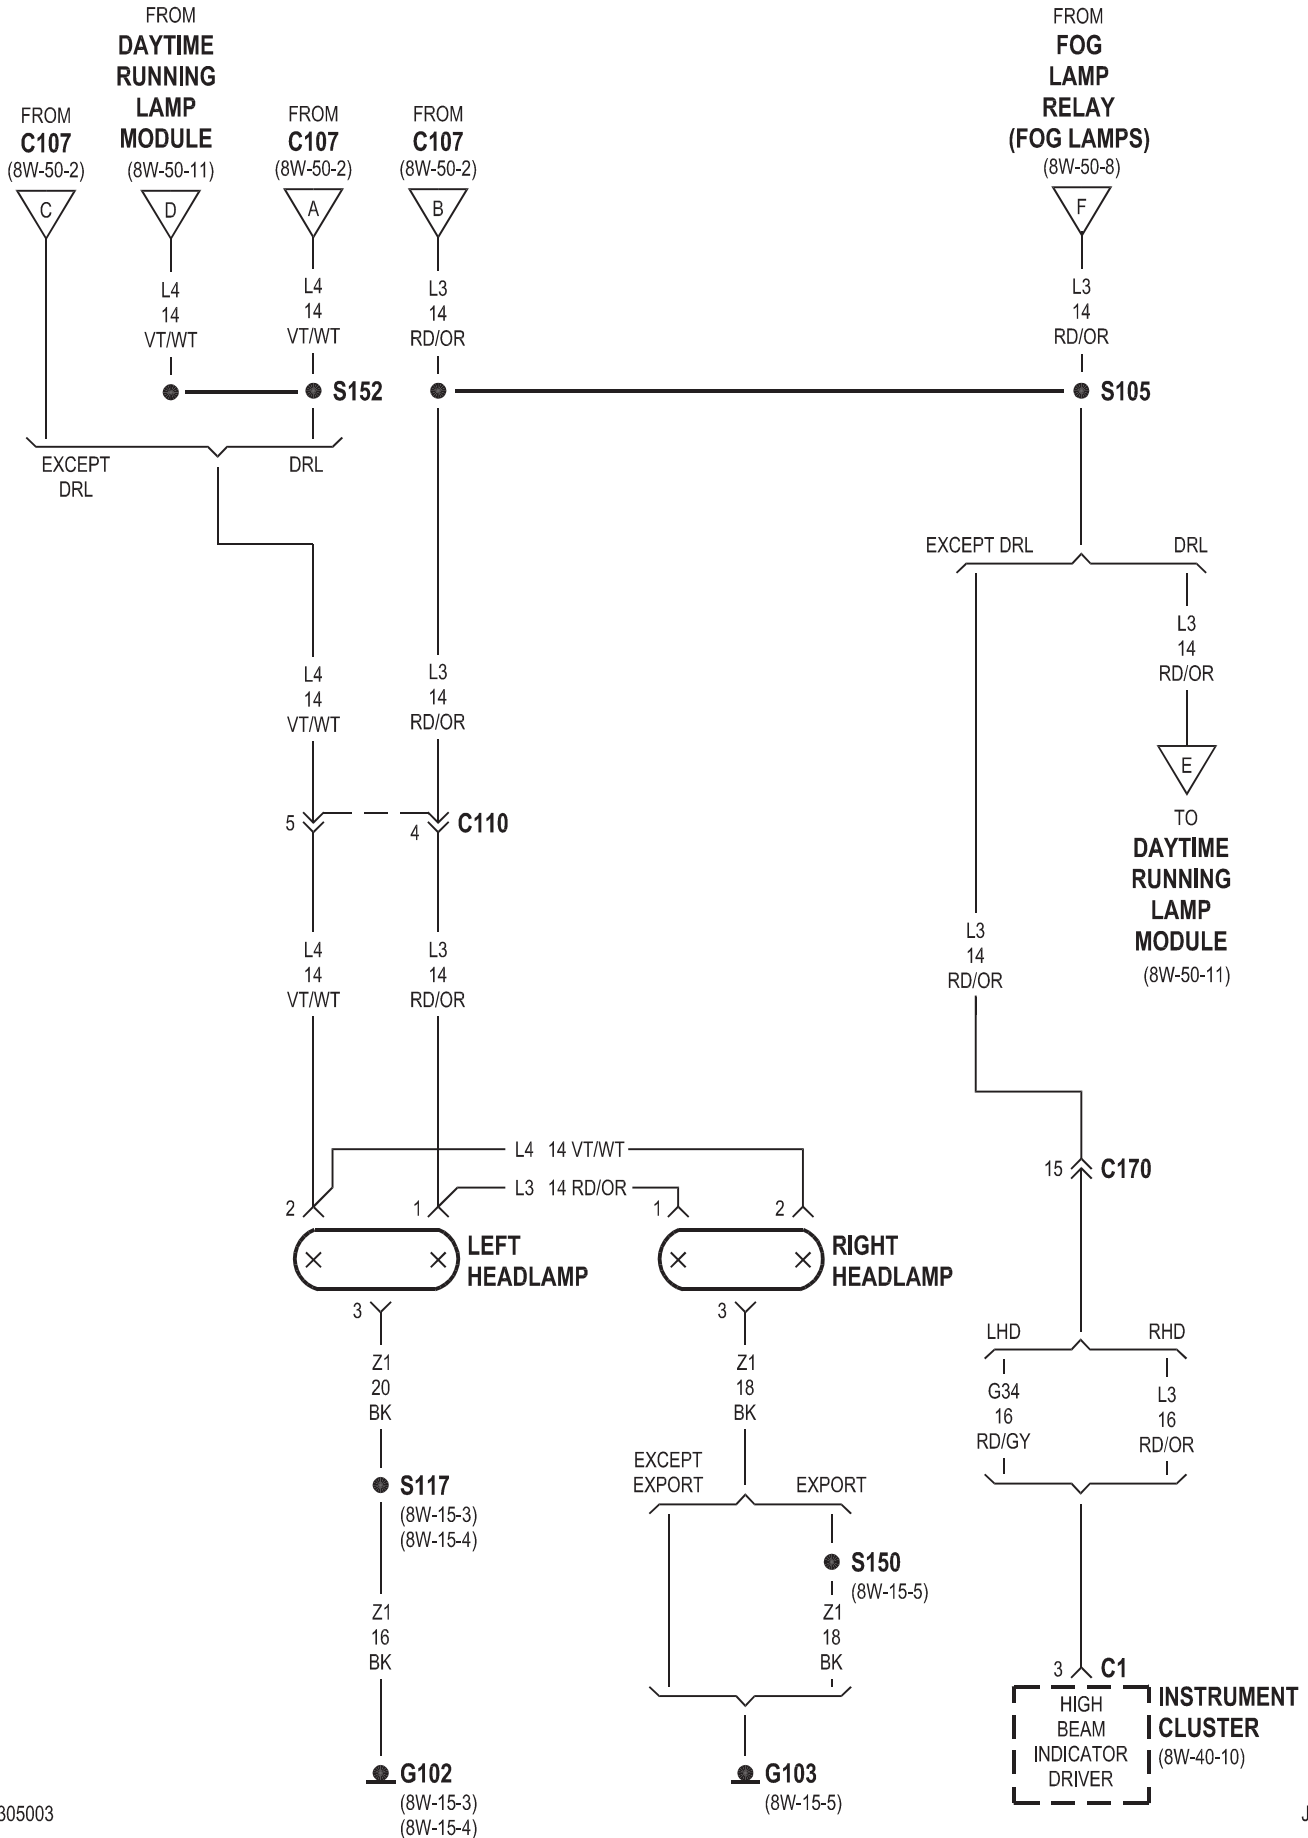 FROM
DAYTIME
RUNNING
LAMP
MODULE
(8W-50-11)
FROM
FOG
LAMP
RELAY
(FOG LAMPS)
(8W-50-8)
FROM
C107
(8W-50-2)
FROM
C107
(8W-50-2)
FROM
C107
(8W-50-2)
C
D
A
B
F
L4
14
VT/WT
L4
14
VT/WT
L3
14
RD/OR
L3
14
RD/OR
S152
S105
EXCEPT
DRL
DRL
EXCEPT DRL
DRL
L3
14
RD/OR
L4
14
VT/WT
L3
14
RD/OR
E
TO
DAYTIME
RUNNING
LAMP
MODULE
(8W-50-11)
5
4
C110
L4
14
VT/WT
L3
14
RD/OR
L3
14
RD/OR
L4 14 VT/WT
L3 14 RD/OR
15
C170
2
1
1
2
LEFT
HEADLAMP
RIGHT
HEADLAMP
3
3
Z1
20
BK
Z1
18
BK
LHD
RHD
G34
16
RD/GY
L3
16
RD/OR
S117
(8W-15-3)
(8W-15-4)
EXCEPT
EXPORT
EXPORT
S150
(8W-15-5)
Z1
16
BK
Z1
18
BK
3
C1
HIGH
BEAM
INDICATOR
DRIVER
INSTRUMENT
CLUSTER
(8W-40-10)
G102
(8W-15-3)
(8W-15-4)
G103
(8W-15-5)
305003
J